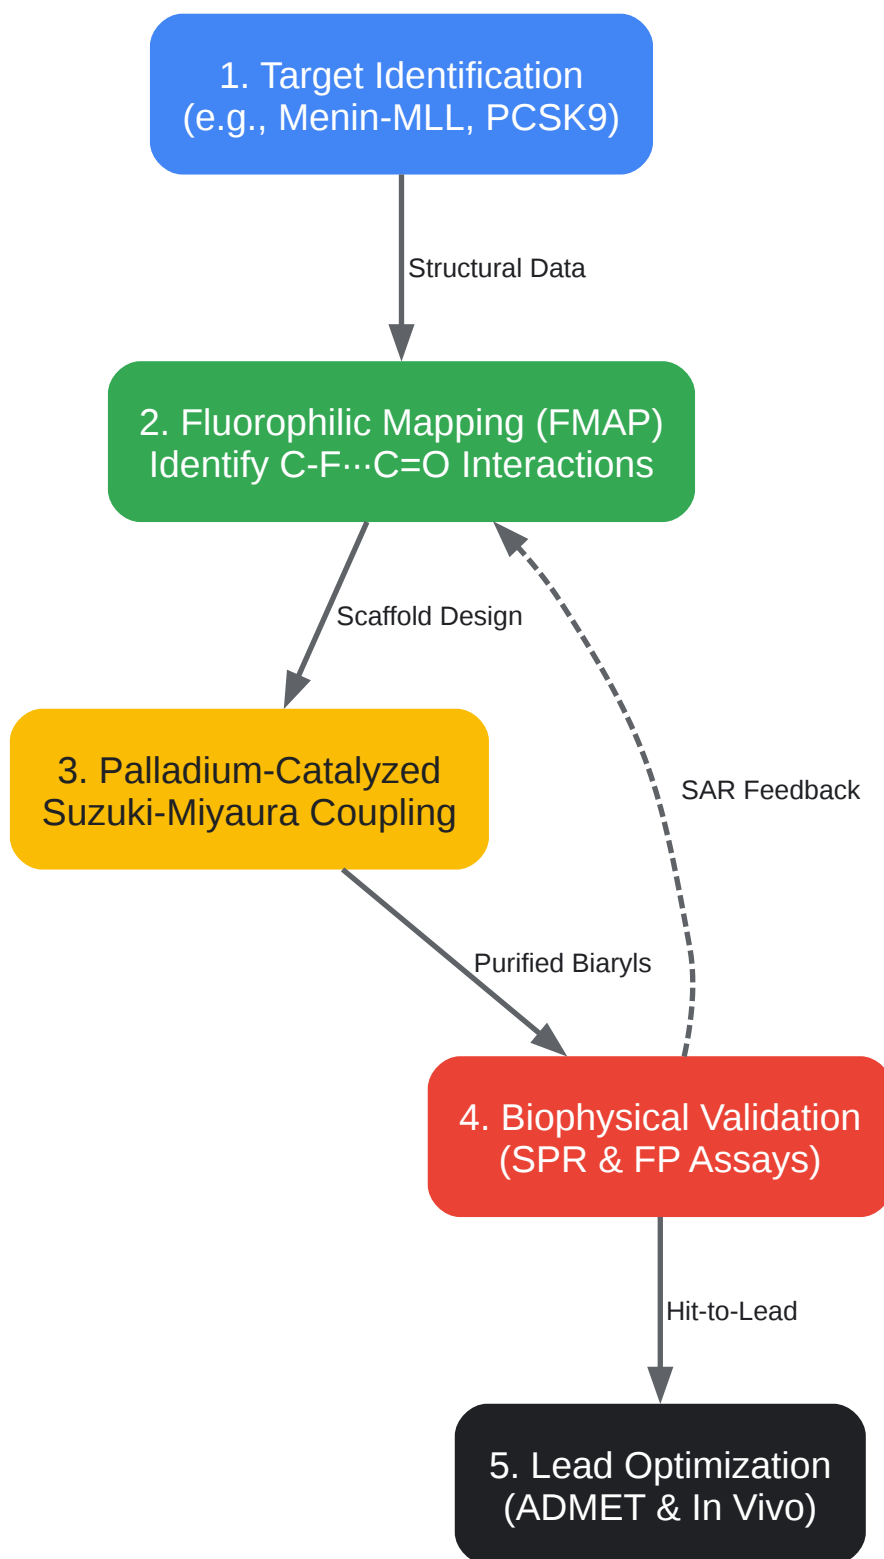 1. Target Identification
(e.g., Menin-MLL, PCSK9)
Structural Data
2. Fluorophilic Mapping (FMAP)
Identify C-F···C=O Interactions
Scaffold Design
3. Palladium-Catalyzed
Suzuki-Miyaura Coupling
SAR Feedback
Purified Biaryls
4. Biophysical Validation
(SPR & FP Assays)
Hit-to-Lead
5. Lead Optimization
(ADMET & In Vivo)